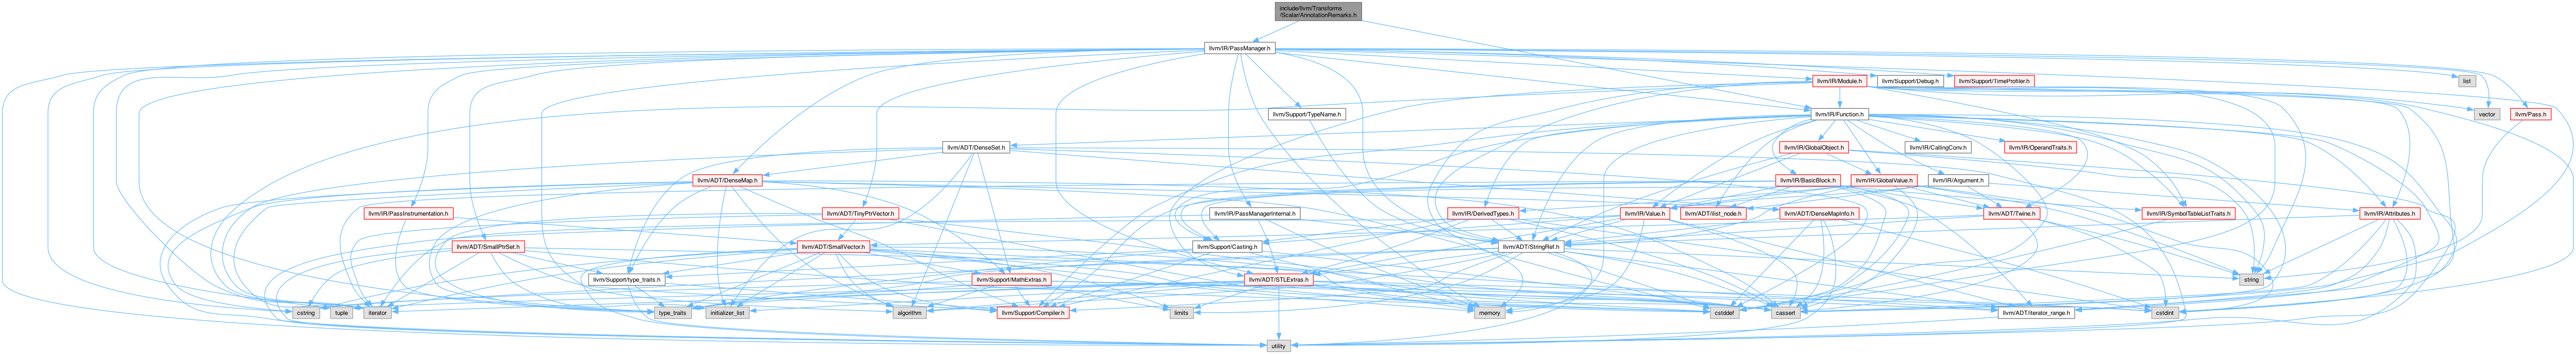 include/llvm/Transforms
/Scalar/AnnotationRemarks.h
llvm/IR/PassManager.h
llvm/IR/Module.h
llvm/Support/Debug.h
llvm/Support/TimeProfiler.h
list
llvm/Support/TypeName.h
llvm/IR/Function.h
vector
llvm/Pass.h
llvm/ADT/DenseSet.h
llvm/IR/GlobalObject.h
llvm/IR/CallingConv.h
llvm/IR/OperandTraits.h
llvm/ADT/DenseMap.h
llvm/IR/BasicBlock.h
llvm/IR/GlobalValue.h
llvm/IR/Argument.h
llvm/IR/PassInstrumentation.h
llvm/ADT/TinyPtrVector.h
llvm/IR/PassManagerInternal.h
llvm/IR/DerivedTypes.h
llvm/IR/Value.h
llvm/ADT/ilist_node.h
llvm/ADT/DenseMapInfo.h
llvm/ADT/Twine.h
llvm/IR/SymbolTableListTraits.h
llvm/IR/Attributes.h
llvm/ADT/SmallPtrSet.h
llvm/ADT/SmallVector.h
llvm/Support/Casting.h
llvm/ADT/StringRef.h
llvm/Support/type_traits.h
llvm/Support/MathExtras.h
llvm/ADT/STLExtras.h
string
cstring
tuple
iterator
type_traits
initializer_list
algorithm
llvm/Support/Compiler.h
limits
memory
cstddef
cassert
llvm/ADT/iterator_range.h
cstdint
utility